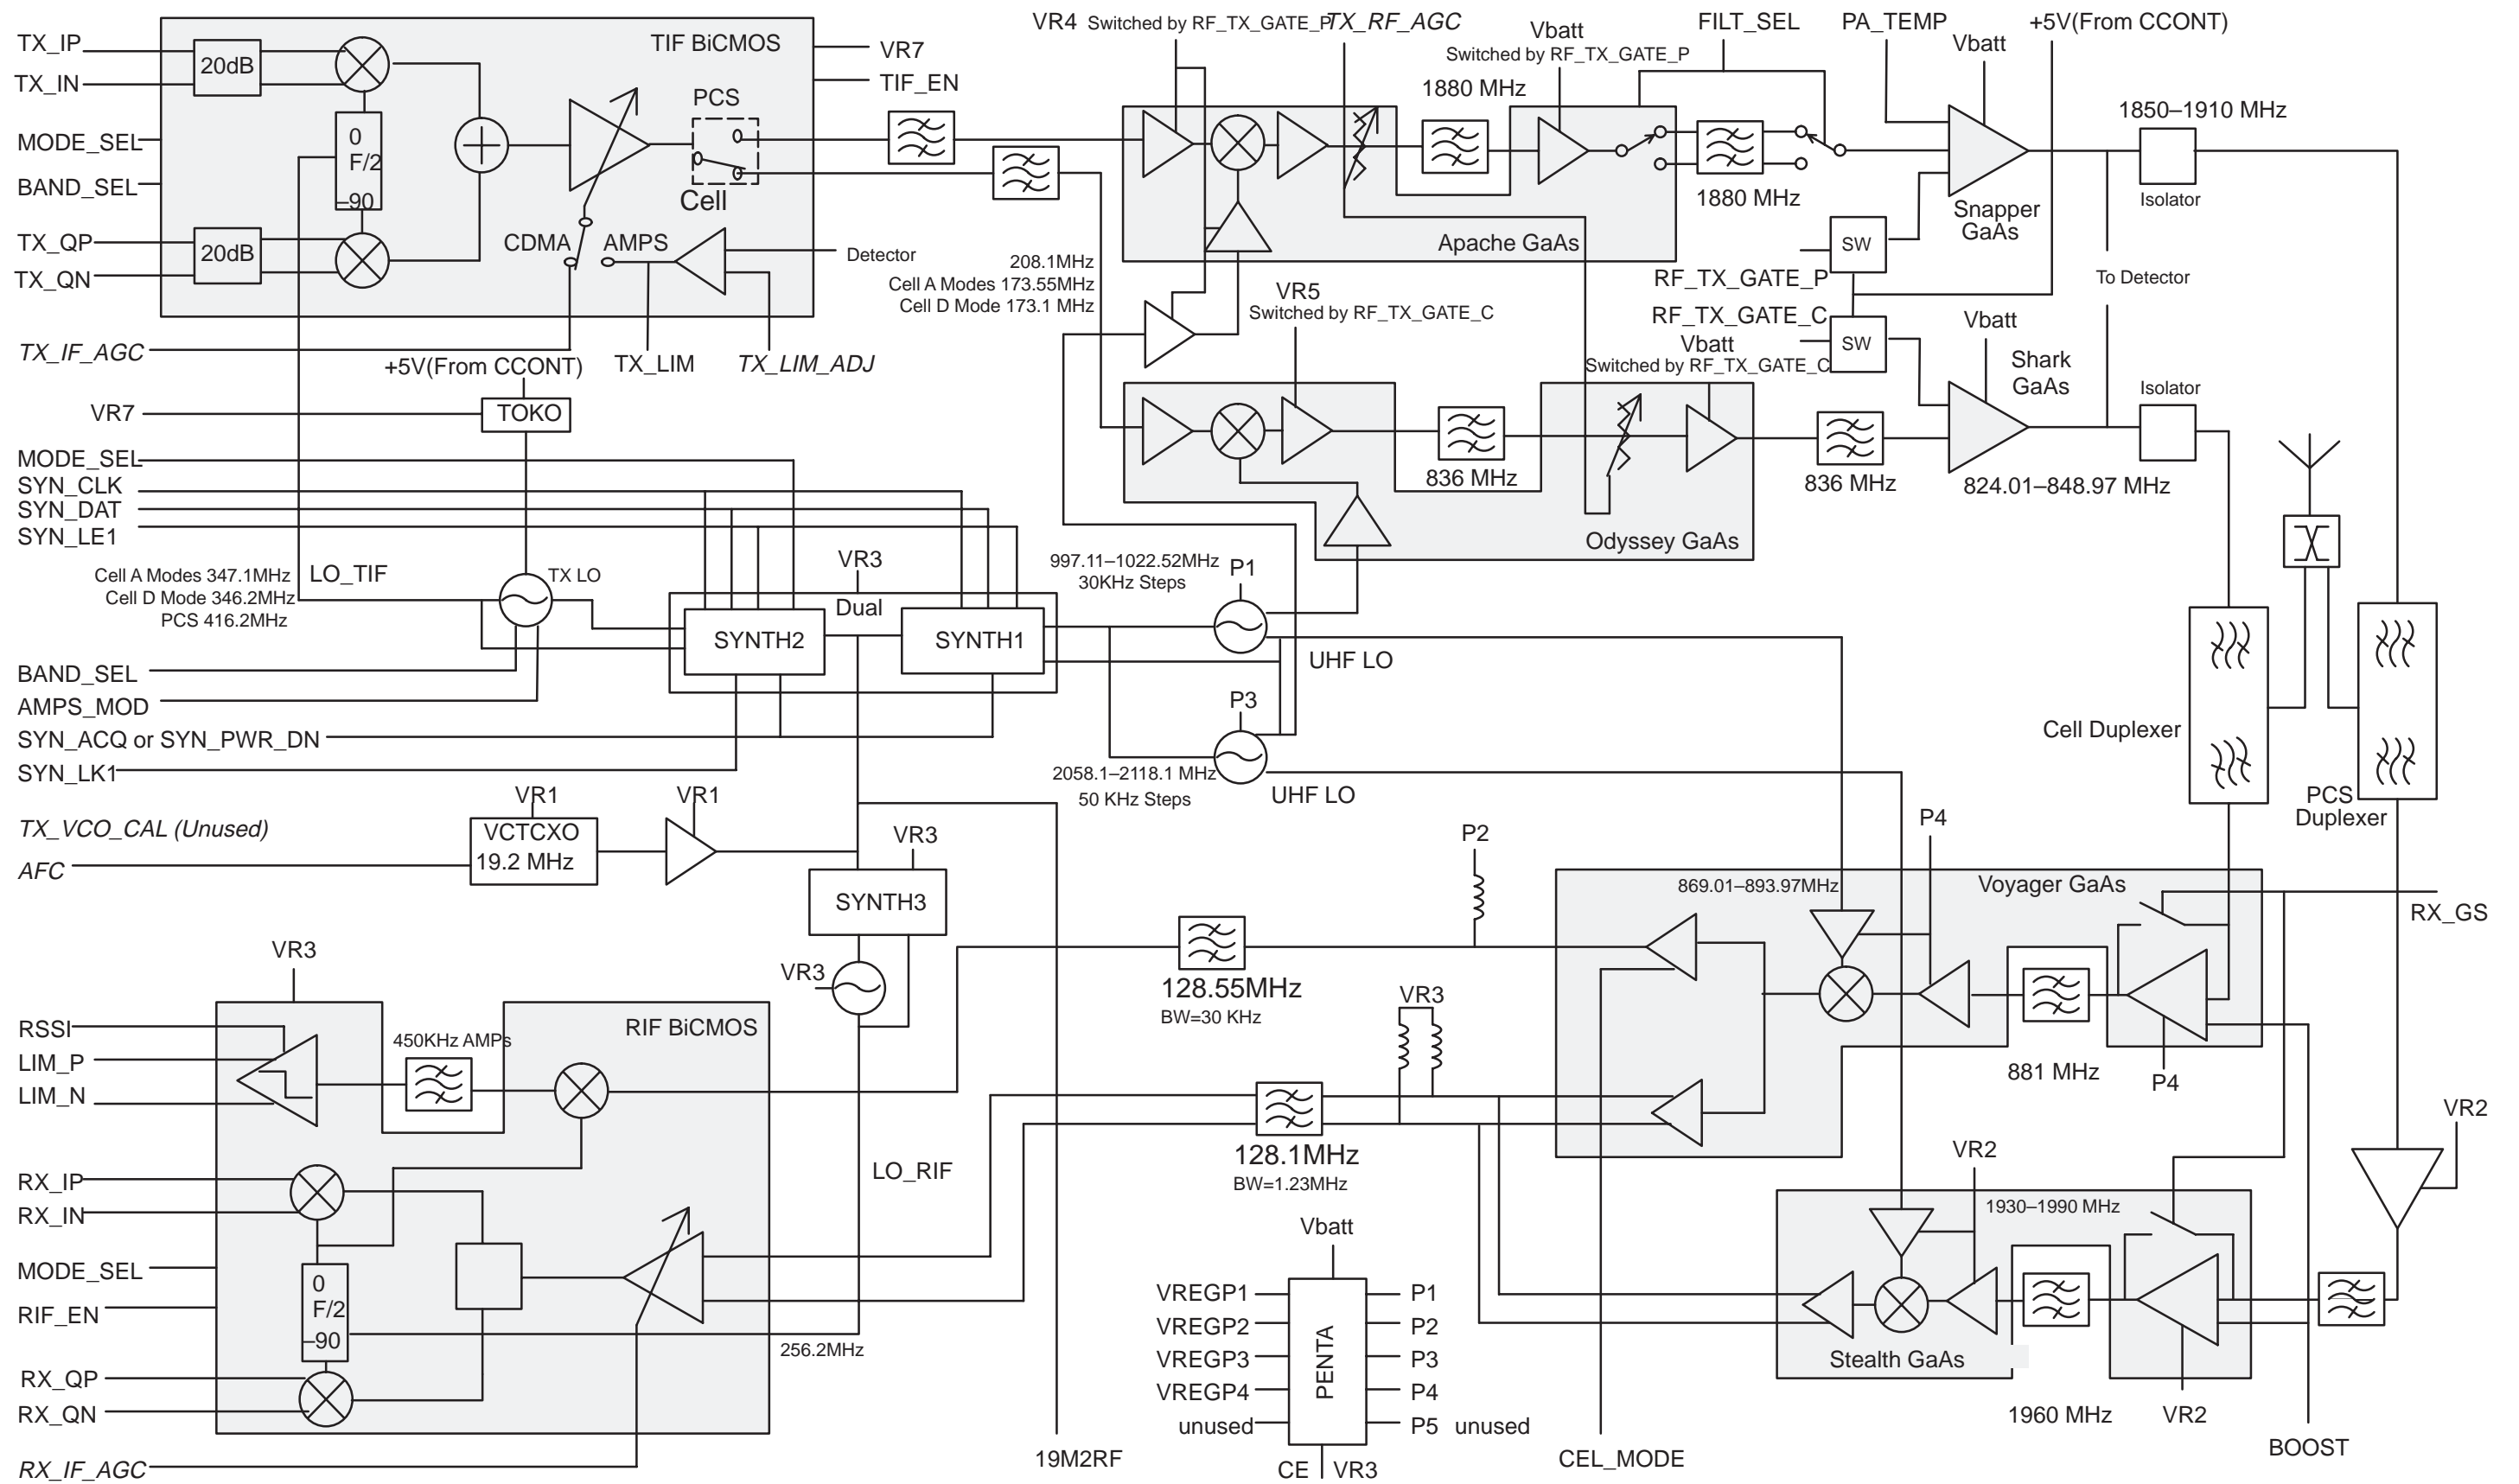 VR4 Switched by RF_TX_GATE_P
TX_RF_AGC
Vbatt
Switched by RF_TX_GATE_P
FILT_SEL
PA_TEMP
Vbatt
+5V(From CCONT)
TX_IP
TX_IN
20dB
TIF BiCMOS
VR7
TIF_EN
MODE_SEL
BAND_SEL
0
F/2
–90
PCS
Cell
TX_QP
TX_QN
20dB
CDMA
AMPS
Detector
1880 MHz
1880 MHz
1850–1910 MHz
Isolator
Snapper
GaAs
Apache GaAs
SW
RF_TX_GATE_P
To Detector
208.1MHz
Cell A Modes 173.55MHz
Cell D Mode 173.1 MHz
VR5
Switched by RF_TX_GATE_C
RF_TX_GATE_C
SW
Vbatt
Switched by RF_TX_GATE_C
Vbatt
Shark
GaAs
Isolator
TX_IF_AGC
+5V(From CCONT)
TX_LIM
TX_LIM_ADJ
VR7
TOKO
MODE_SEL
SYN_CLK
SYN_DAT
SYN_LE1
836 MHz
836 MHz
824.01–848.97 MHz
Odyssey GaAs
Cell A Modes 347.1MHz
Cell D Mode 346.2MHz
PCS 416.2MHz
LO_TIF
TX LO
VR3
Dual
SYNTH2
SYNTH1
997.11–1022.52MHz
30KHz Steps
P1
UHF LO
BAND_SEL
AMPS_MOD
SYN_ACQ or SYN_PWR_DN
SYN_LK1
P3
2058.1–2118.1 MHz
50 KHz Steps
UHF LO
Cell Duplexer
PCS
Duplexer
TX_VCO_CAL (Unused)
AFC
VR1
VCTCXO
19.2 MHz
VR1
VR3
SYNTH3
VR3
P2
P4
869.01–893.97MHz
Voyager GaAs
RX_GS
VR3
RSSI
LIM_P
LIM_N
450KHz AMPs
RIF BiCMOS
128.55MHz
BW=30 KHz
VR3
881 MHz
P4
VR2
128.1MHz
BW=1.23MHz
RX_IP
RX_IN
LO_RIF
MODE_SEL
RIF_EN
0
F/2
–90
256.2MHz
RX_QP
RX_QN
RX_IF_AGC
19M2RF
Vbatt
VREGP1
VREGP2
VREGP3
VREGP4
unused
PENTA
P1
P2
P3
P4
P5 unused
CE
VR3
CEL_MODE
VR2
1930–1990 MHz
Stealth GaAs
1960 MHz
VR2
BOOST